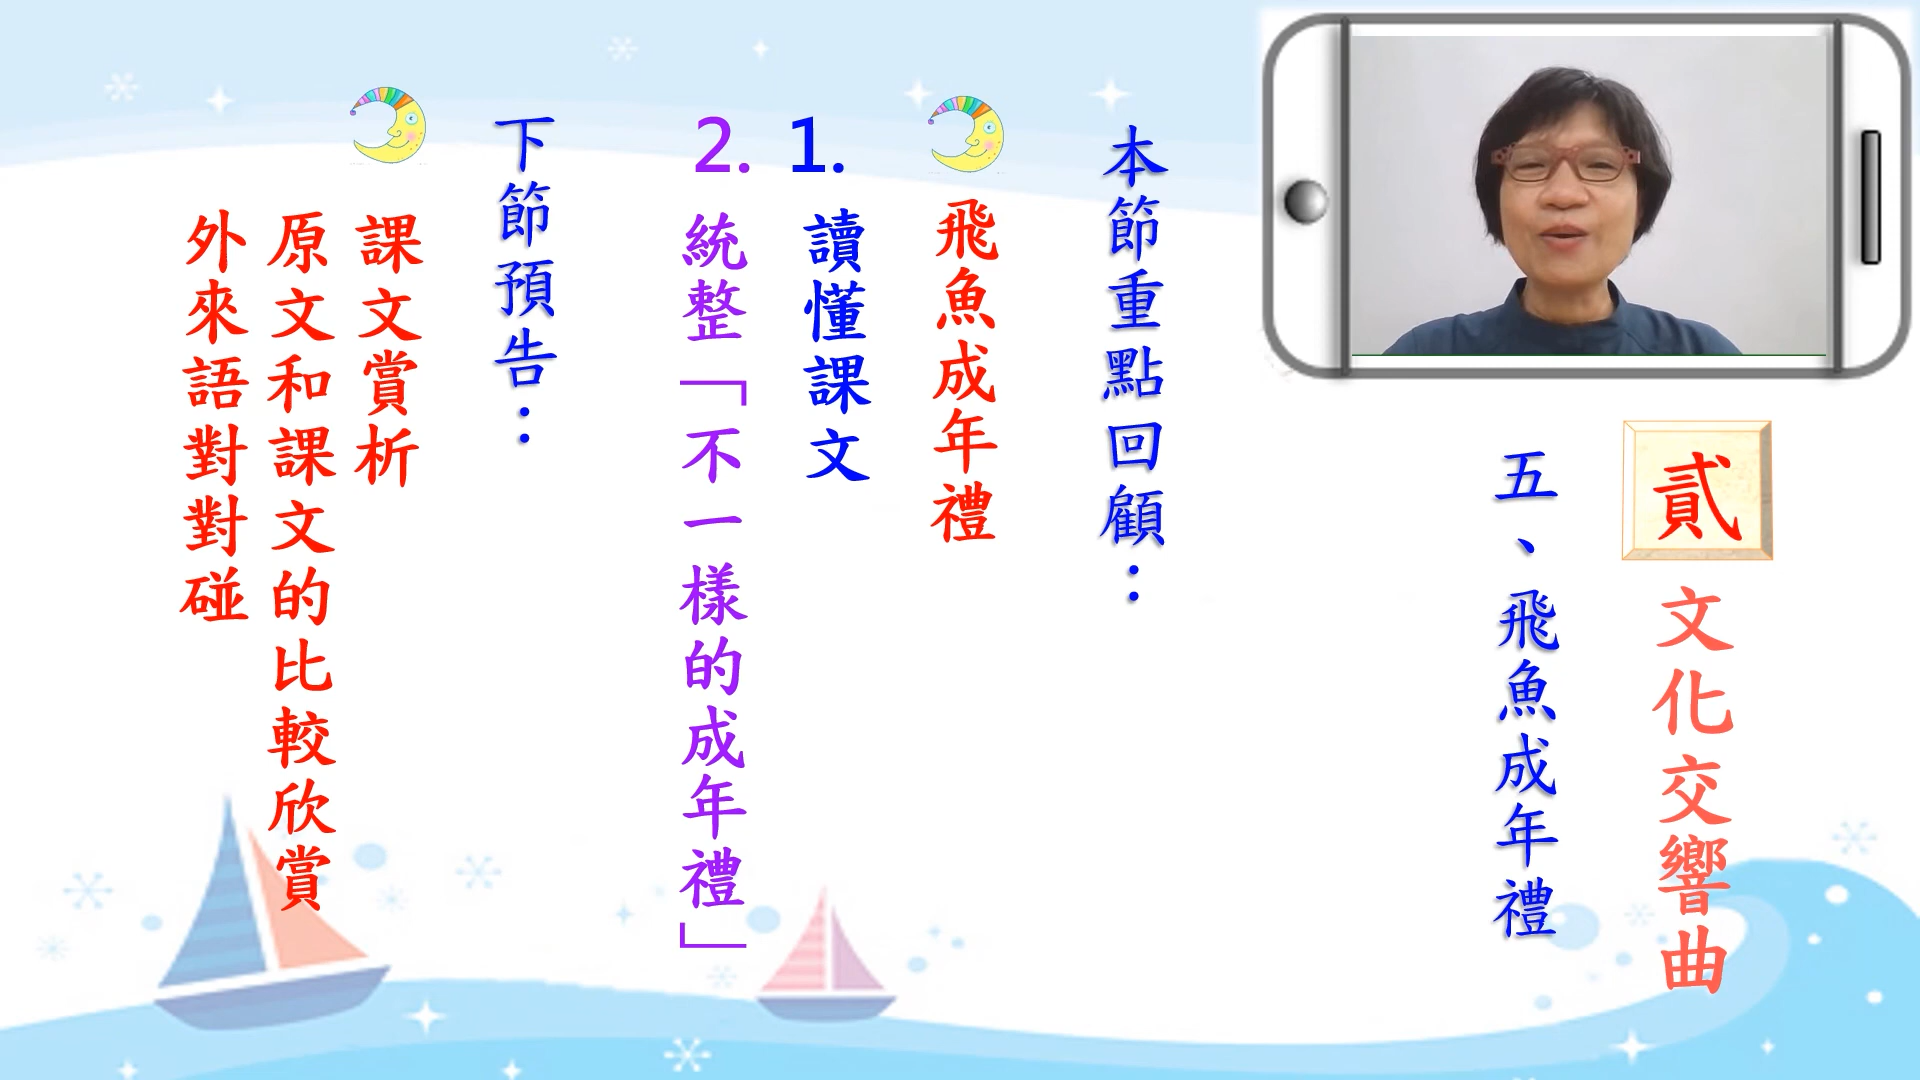 貳
文化交響曲
五、飛魚成年禮
本節重點回顧：
飛魚成年禮
1. 讀懂課文
2. 統整「不一樣的成年禮」
下節預告：
課文賞析
原文和課文的比較欣賞
外來語對對碰